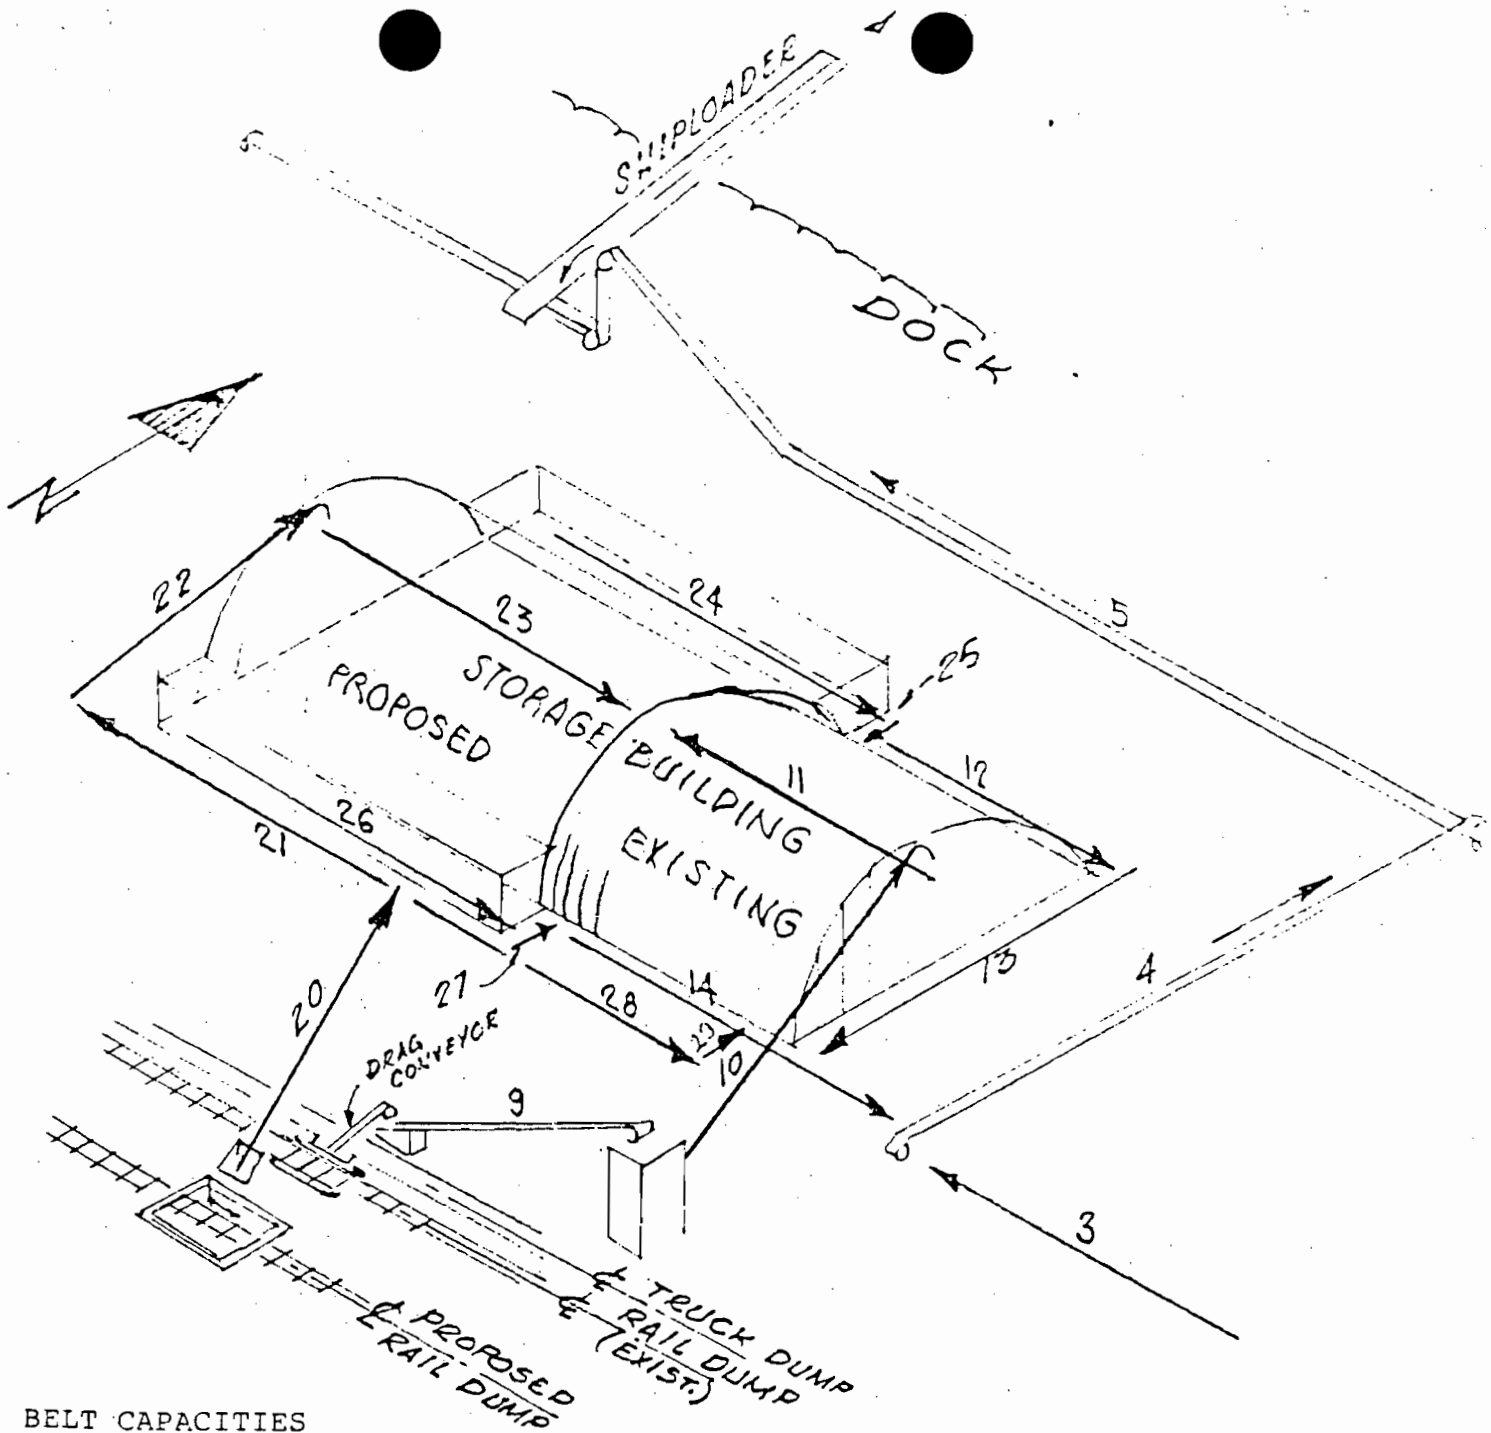 SHIPLOADER
DOCK
N
22
23
24
5
25
PROPOSED
STORAGE BUILDING
EXISTING
11
12
26
21
13
4
14
27
28
29
10
20
DRAG
CONVEYOR
9
3
℄ TRUCK DUMP
℄ RAIL DUMP
(EXIST.)
℄ PROPOSED
RAIL DUMP
BELT CAPACITIES